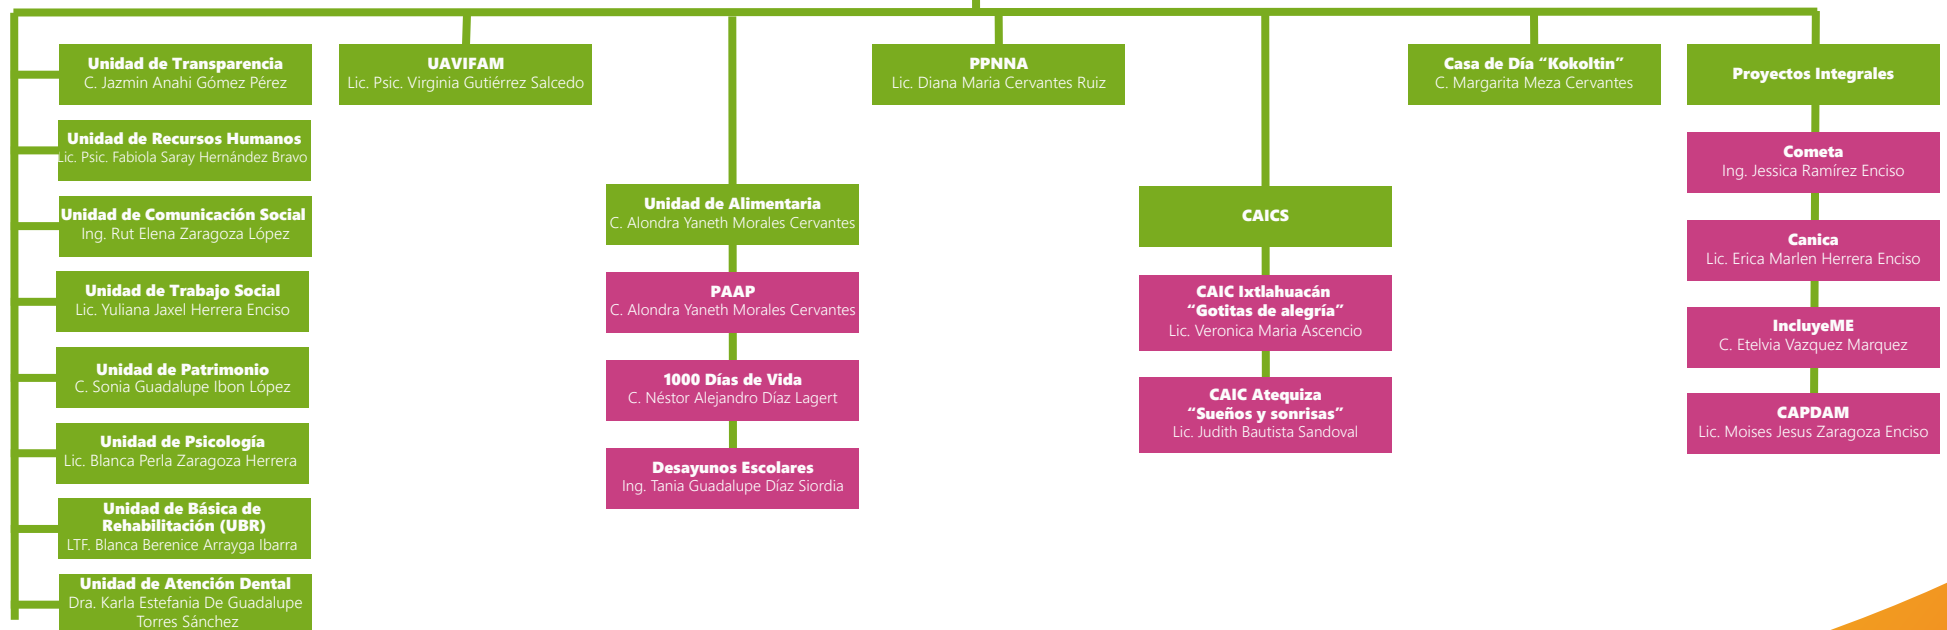 Unidad de Transparencia
C. Jazmin Anahi Gómez Pérez
Unidad de Recursos Humanos
Lic. Psic. Fabiola Saray Hernández Bravo
Unidad de Comunicación Social
Ing. Rut Elena Zaragoza López
Unidad de Trabajo Social
Lic. Yuliana Jaxel Herrera Enciso
Unidad de Patrimonio
C. Sonia Guadalupe Ibon López
Unidad de Psicología
Lic. Blanca Perla Zaragoza Herrera
Unidad de Básica de
Rehabilitación (UBR)
LTF. Blanca Berenice Arrayga Ibarra
Unidad de Atención Dental
Dra. Karla Estefania De Guadalupe
Torres Sánchez
UAVIFAM
Lic. Psic. Virginia Gutiérrez Salcedo
Unidad de Alimentaria
C. Alondra Yaneth Morales Cervantes
PAAP
C. Alondra Yaneth Morales Cervantes
1000 Días de Vida
C. Néstor Alejandro Díaz Lagert
Desayunos Escolares
Ing. Tania Guadalupe Díaz Siordia
PPNNA
Lic. Diana Maria Cervantes Ruiz
CAICS
CAIC Ixtlahuacán
“Gotitas de alegría”
Lic. Veronica Maria Ascencio
CAIC Atequiza
“Sueños y sonrisas”
Lic. Judith Bautista Sandoval
Casa de Día “Kokoltin”
C. Margarita Meza Cervantes
Proyectos Integrales
Cometa
Ing. Jessica Ramírez Enciso
Canica
Lic. Erica Marlen Herrera Enciso
IncluyeME
C. Etelvia Vazquez Marquez
CAPDAM
Lic. Moises Jesus Zaragoza Enciso